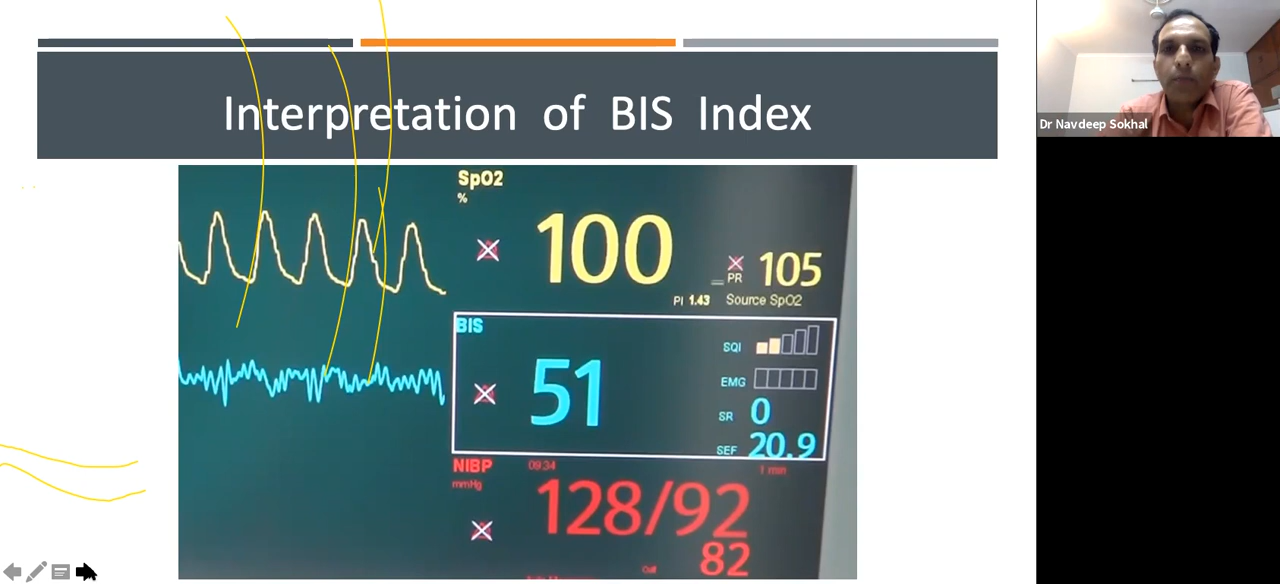 Interpretation of BIS Index
Dr Navdeep Sokhal
SpO2
%
100
PR 105
PI 1.43 Source SpO2
BIS
51
SQI
EMG
SR 0
SEF 20.9
NIBP 09:34 1 min
mmHg
128/92
82